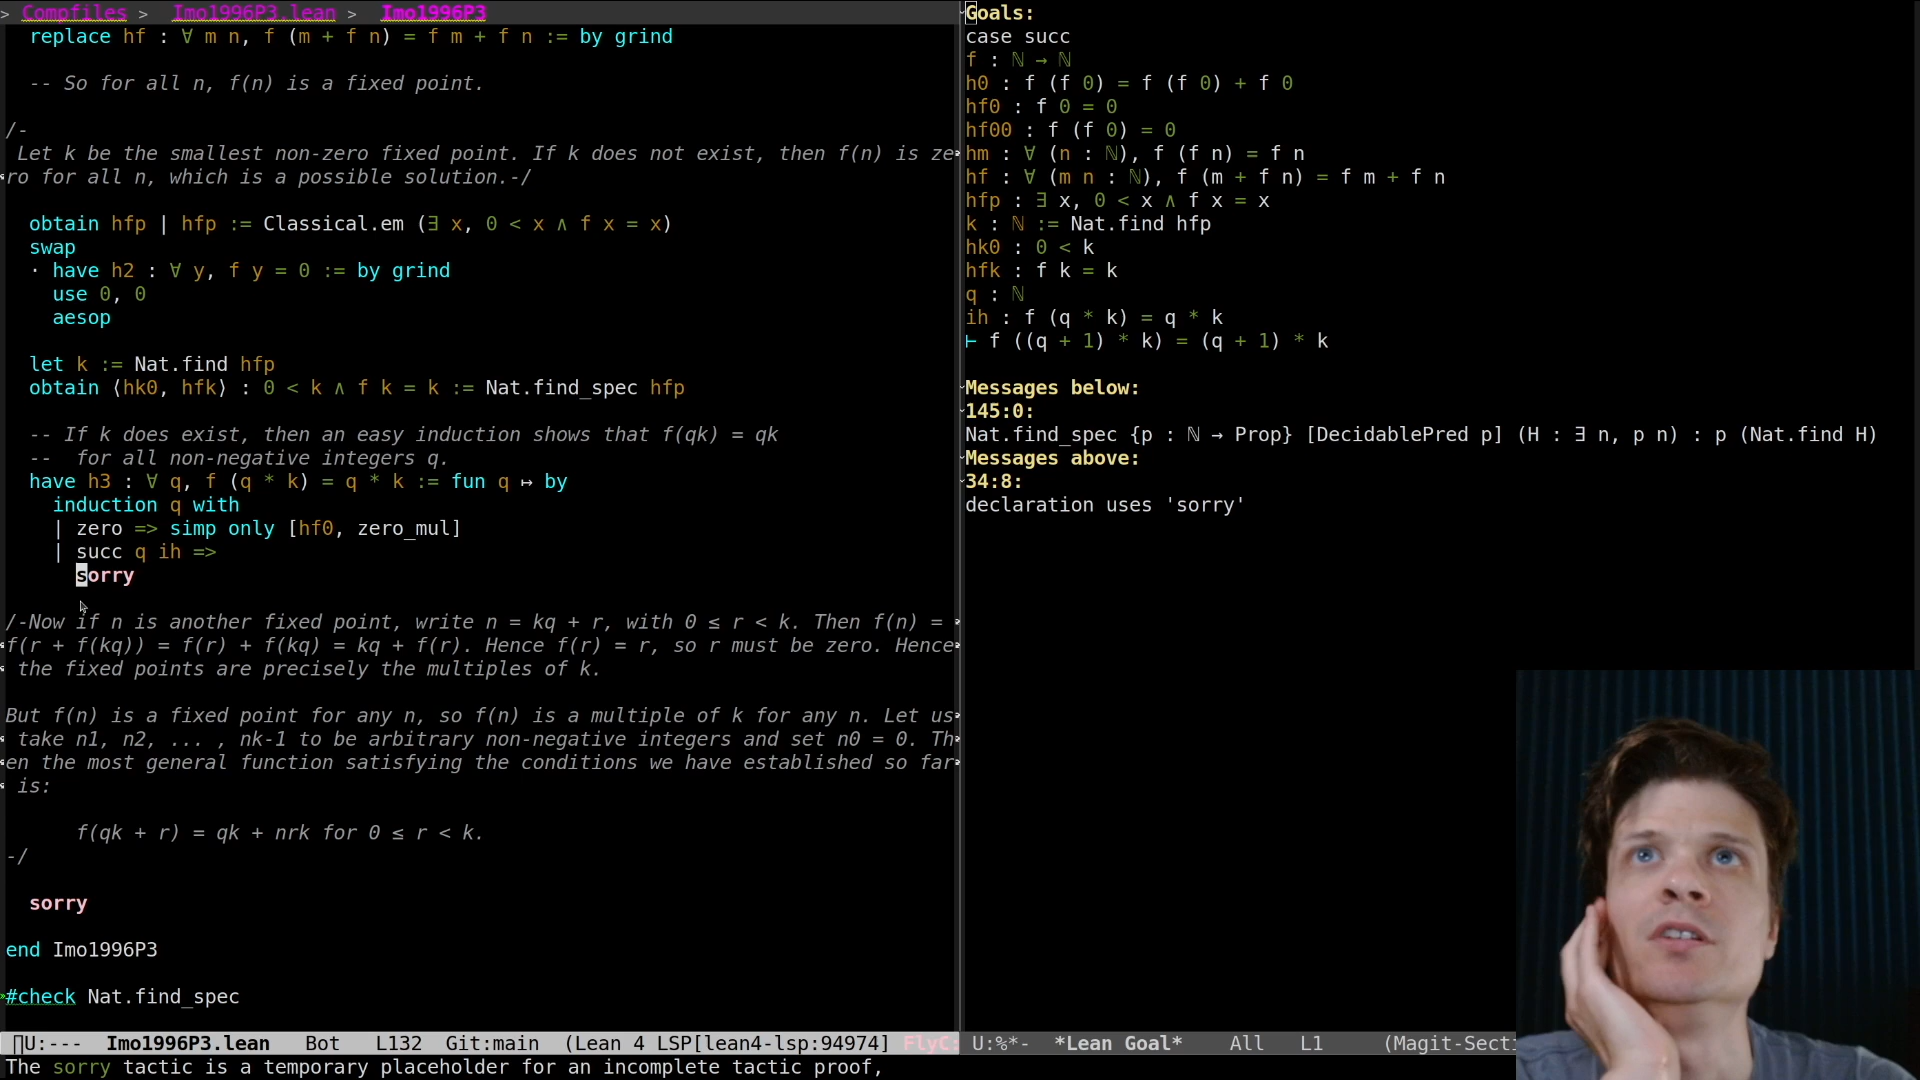 > Compfiles > Imo1996P3.lean > Imo1996P3
replace hf : ∀ m n, f (m + f n) = f m + f n := by grind
-- So for all n, f(n) is a fixed point.
/-
Let k be the smallest non-zero fixed point. If k does not exist, then f(n) is ze
ro for all n, which is a possible solution.-/
obtain hfp | hfp := Classical.em (∃ x, 0 < x ∧ f x = x)
swap
· have h2 : ∀ y, f y = 0 := by grind
use 0, 0
aesop
let k := Nat.find hfp
obtain ⟨hk0, hfk⟩ : 0 < k ∧ f k = k := Nat.find_spec hfp
-- If k does exist, then an easy induction shows that f(qk) = qk
--  for all non-negative integers q.
have h3 : ∀ q, f (q * k) = q * k := fun q ↦ by
induction q with
| zero => simp only [hf0, zero_mul]
| succ q ih =>
sorry
/-Now if n is another fixed point, write n = kq + r, with 0 ≤ r < k. Then f(n) =
f(r + f(kq)) = f(r) + f(kq) = kq + f(r). Hence f(r) = r, so r must be zero. Hence
the fixed points are precisely the multiples of k.
But f(n) is a fixed point for any n, so f(n) is a multiple of k for any n. Let us
take n1, n2, ... , nk-1 to be arbitrary non-negative integers and set n0 = 0. Th
en the most general function satisfying the conditions we have established so far
is:
f(qk + r) = qk + nrk for 0 ≤ r < k.
-/
sorry
end Imo1996P3
#check Nat.find_spec
U:--- Imo1996P3.lean Bot L132 Git:main (Lean 4 LSP[lean4-lsp:94974] FlyC:
The sorry tactic is a temporary placeholder for an incomplete tactic proof,
Goals:
case succ
f : ℕ → ℕ
h0 : f (f 0) = f (f 0) + f 0
hf0 : f 0 = 0
hf00 : f (f 0) = 0
hm : ∀ (n : ℕ), f (f n) = f n
hf : ∀ (m n : ℕ), f (m + f n) = f m + f n
hfp : ∃ x, 0 < x ∧ f x = x
k : ℕ := Nat.find hfp
hk0 : 0 < k
hfk : f k = k
q : ℕ
ih : f (q * k) = q * k
⊢ f ((q + 1) * k) = (q + 1) * k
Messages below:
145:0:
Nat.find_spec {p : ℕ → Prop} [DecidablePred p] (H : ∃ n, p n) : p (Nat.find H)
Messages above:
34:8:
declaration uses 'sorry'
U:%*- *Lean Goal* All L1 (Magit-Secti